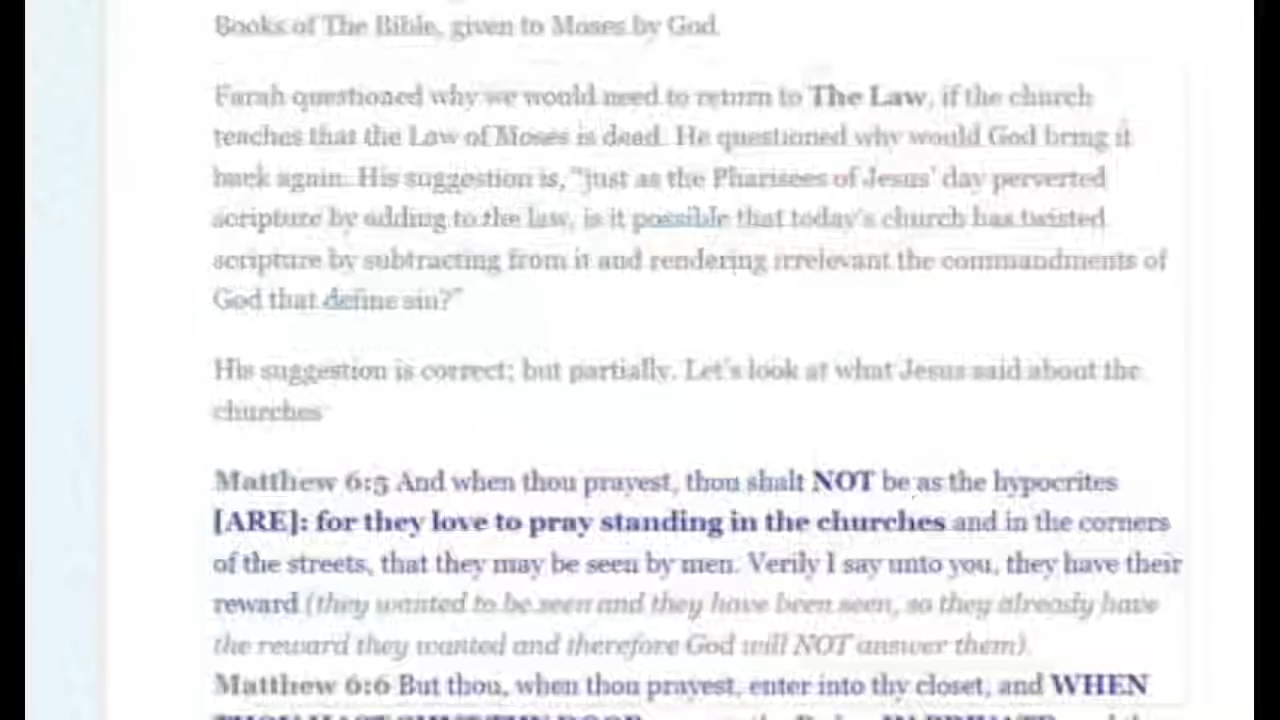 Books of The Bible, given to Moses by God.
Farah questioned why we would need to return to The Law, if the church
teaches that the Law of Moses is dead. He questioned why would God bring it
back again. His suggestion is, "just as the Pharisees of Jesus' day perverted
scripture by adding to the law, is it possible that today's church has twisted
scripture by subtracting from it and rendering irrelevant the commandments of
God that define sin?"
His suggestion is correct; but partially. Let's look at what Jesus said about the
churches
Matthew 6:5 And when thou prayest, thou shalt NOT be as the hypocrites
[ARE]: for they love to pray standing in the churches and in the corners
of the streets, that they may be seen by men. Verily I say unto you, they have their
reward (they wanted to be seen and they have been seen, so they already have
the reward they wanted and therefore God will NOT answer them).
Matthew 6:6 But thou, when thou prayest, enter into thy closet, and WHEN